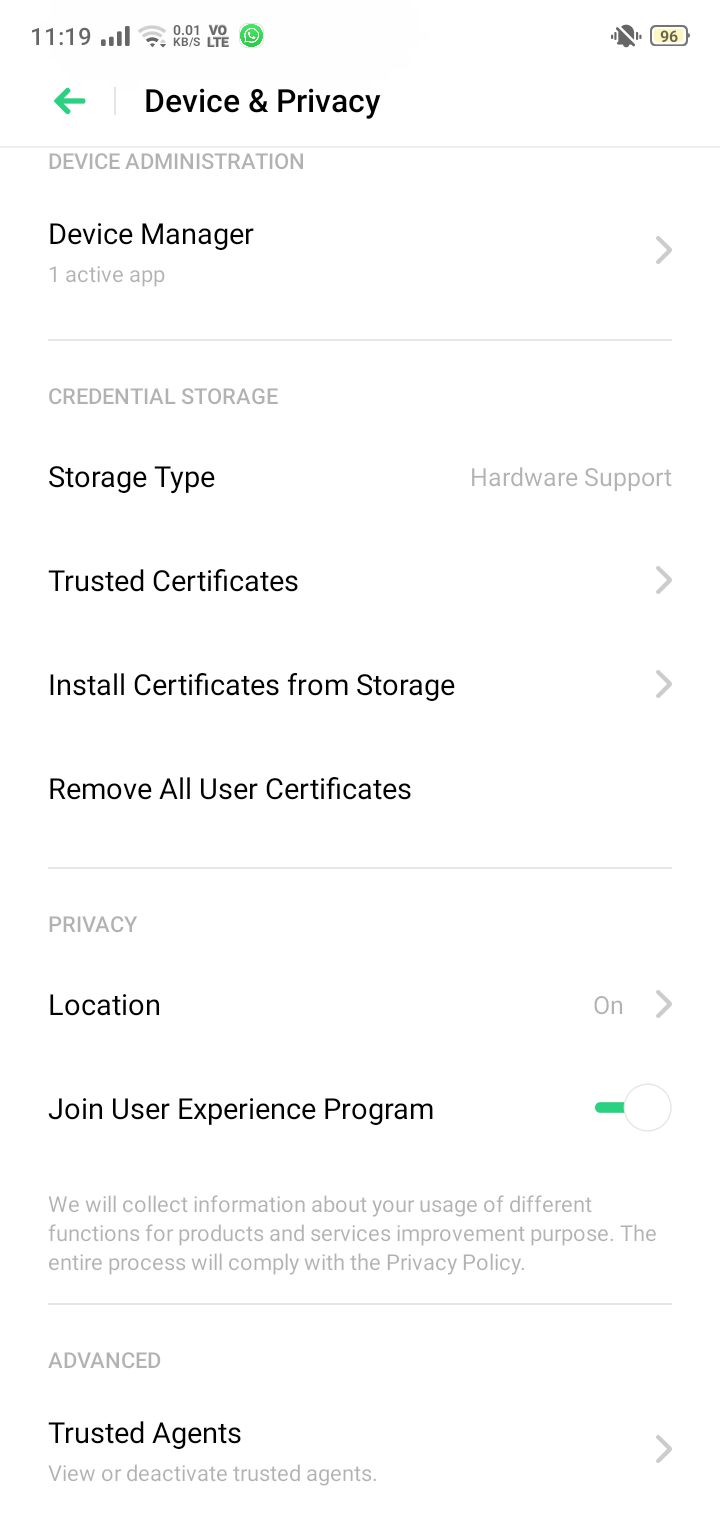 11:19 0.01 KB/S VO LTE 96
Device & Privacy
DEVICE ADMINISTRATION
Device Manager
1 active app
CREDENTIAL STORAGE
Storage Type Hardware Support
Trusted Certificates
Install Certificates from Storage
Remove All User Certificates
PRIVACY
Location On
Join User Experience Program
We will collect information about your usage of different
functions for products and services improvement purpose. The
entire process will comply with the Privacy Policy.
ADVANCED
Trusted Agents
View or deactivate trusted agents.